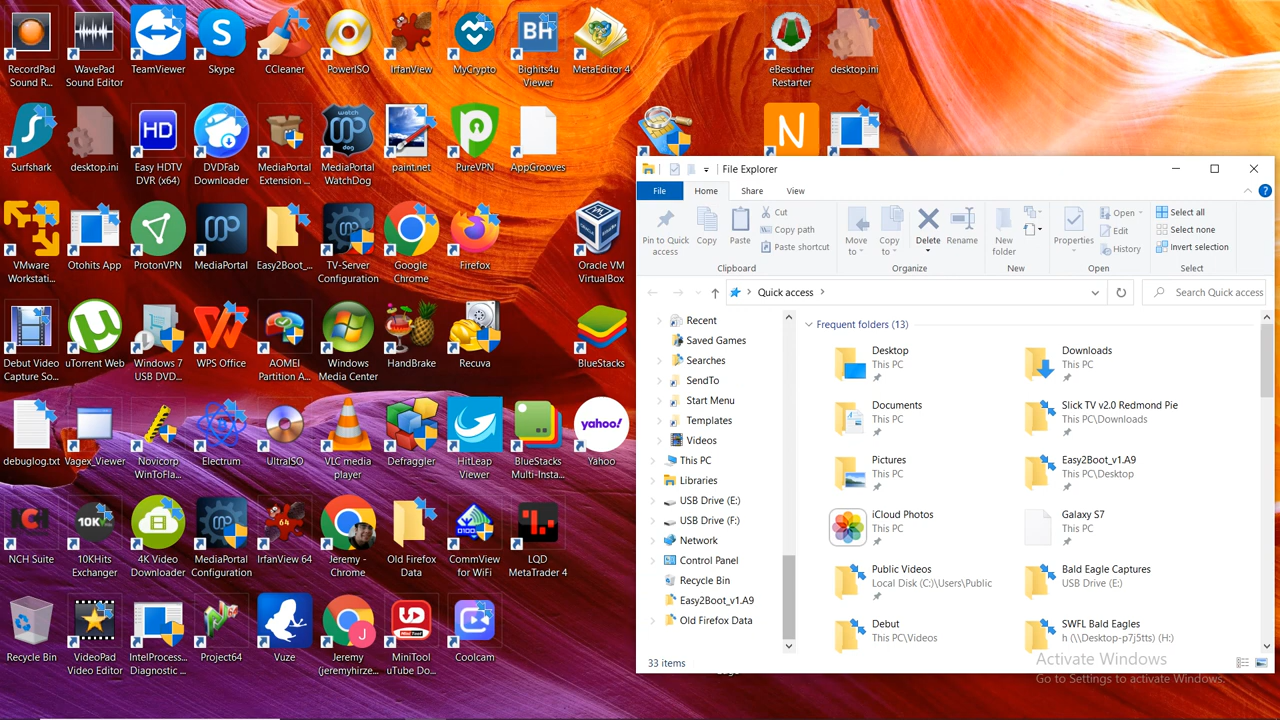 RecordPad
Sound R...
WavePad
Sound Editor
TeamViewer
Skype
CCleaner
PowerISO
IrfanView
MyCrypto
BH
Bighits4u
Viewer
MetaEditor 4
eBesucher
Restarter
desktop.ini
Surfshark
desktop.ini
HD
Easy HDTV
DVR (x64)
DVDFab
Downloader
MediaPortal
Extension ...
watch
dog
MediaPortal
WatchDog
paint.net
PurеVPN
AppGrooves
N
VMware
Workstati...
Otohits App
ProtonVPN
MediaPortal
Easy2Boot_...
TV-Server
Configuration
Google
Chrome
Firefox
Oracle VM
VirtualBox
Debut Video
Capture So...
uTorrent Web
Windows 7
USB DVD...
WPS Office
AOMEI
Partition A...
Windows
Media Center
HandBrake
Recuva
BlueStacks
debuglog.txt
Vagex_Viewer
Novicorp
WinToFla...
Electrum
UltraISO
VLC media
player
Defraggler
HitLeap
Viewer
BlueStacks
Multi-Insta...
yahoo!
Yahoo
NCH
NCH Suite
10K
10KHits
Exchanger
4K Video
Downloader
MediaPortal
Configuration
64
IrfanView 64
Jeremy -
Chrome
Old Firefox
Data
CommView
for WiFi
LQD
MetaTrader 4
Recycle Bin
VideoPad
Video Editor
IntelProcess...
Diagnostic ...
Project64
Vuze
J
Jeremy
(jeremyhirze...
MiniTool
uTube Do...
Coolcam
File Explorer
File
Home
Share
View
Pin to Quick
access
Copy
Paste
Cut
Copy path
Paste shortcut
Clipboard
Move
to
Copy
to
Delete
Rename
Organize
New
folder
New
Properties
Open
Edit
History
Open
Select all
Select none
Invert selection
Select
Quick access
Search Quick access
Recent
Saved Games
Searches
SendTo
Start Menu
Templates
Videos
This PC
Libraries
USB Drive (E:)
USB Drive (F:)
Network
Control Panel
Recycle Bin
Easy2Boot_v1.A9
Old Firefox Data
Frequent folders (13)
Desktop
This PC
Downloads
This PC
Documents
This PC
Slick TV v2.0 Redmond Pie
This PC\Downloads
Pictures
This PC
Easy2Boot_v1.A9
This PC\Desktop
iCloud Photos
This PC
Galaxy S7
This PC
Public Videos
Local Disk (C:)\Users\Public
Bald Eagle Captures
USB Drive (E:)
Debut
This PC\Videos
SWFL Bald Eagles
h (\\Desktop-p7j5tts) (H:)
33 items
Activate Windows
Go to Settings to activate Windows.